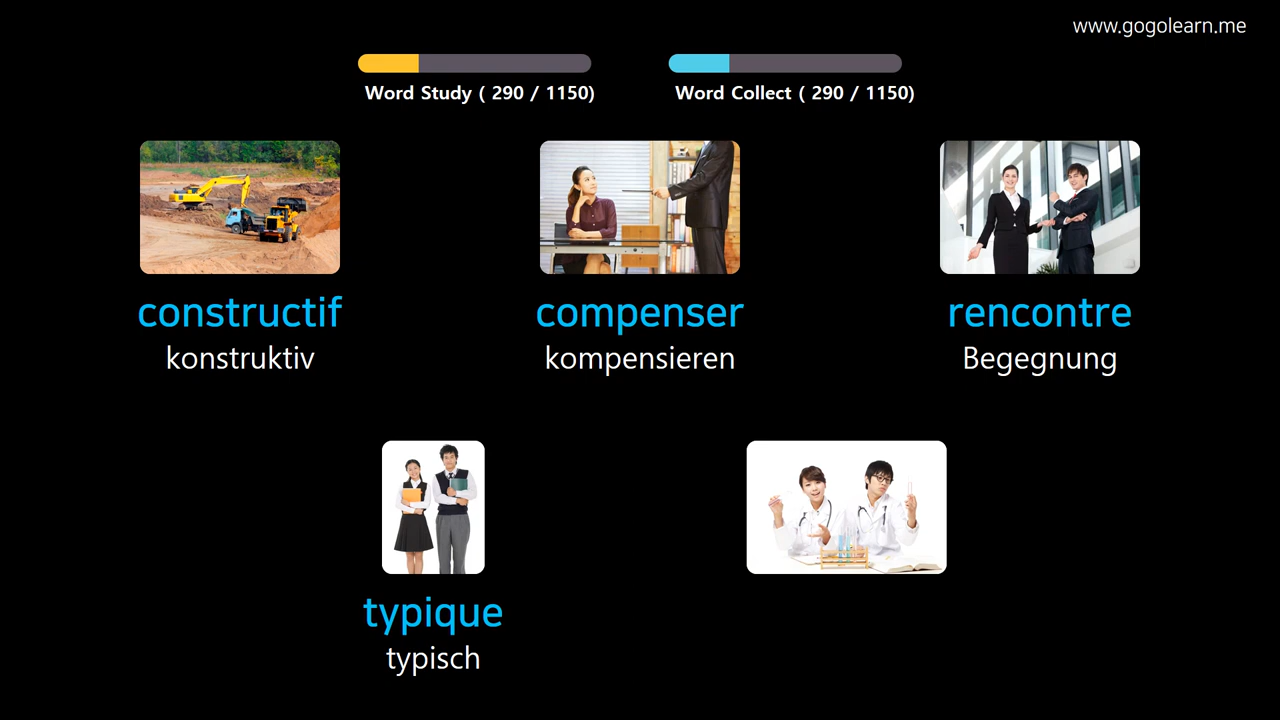 www.gogolearn.me
Word Study ( 290 / 1150)
Word Collect ( 290 / 1150)
constructif
konstruktiv
compenser
kompensieren
rencontre
Begegnung
typique
typisch